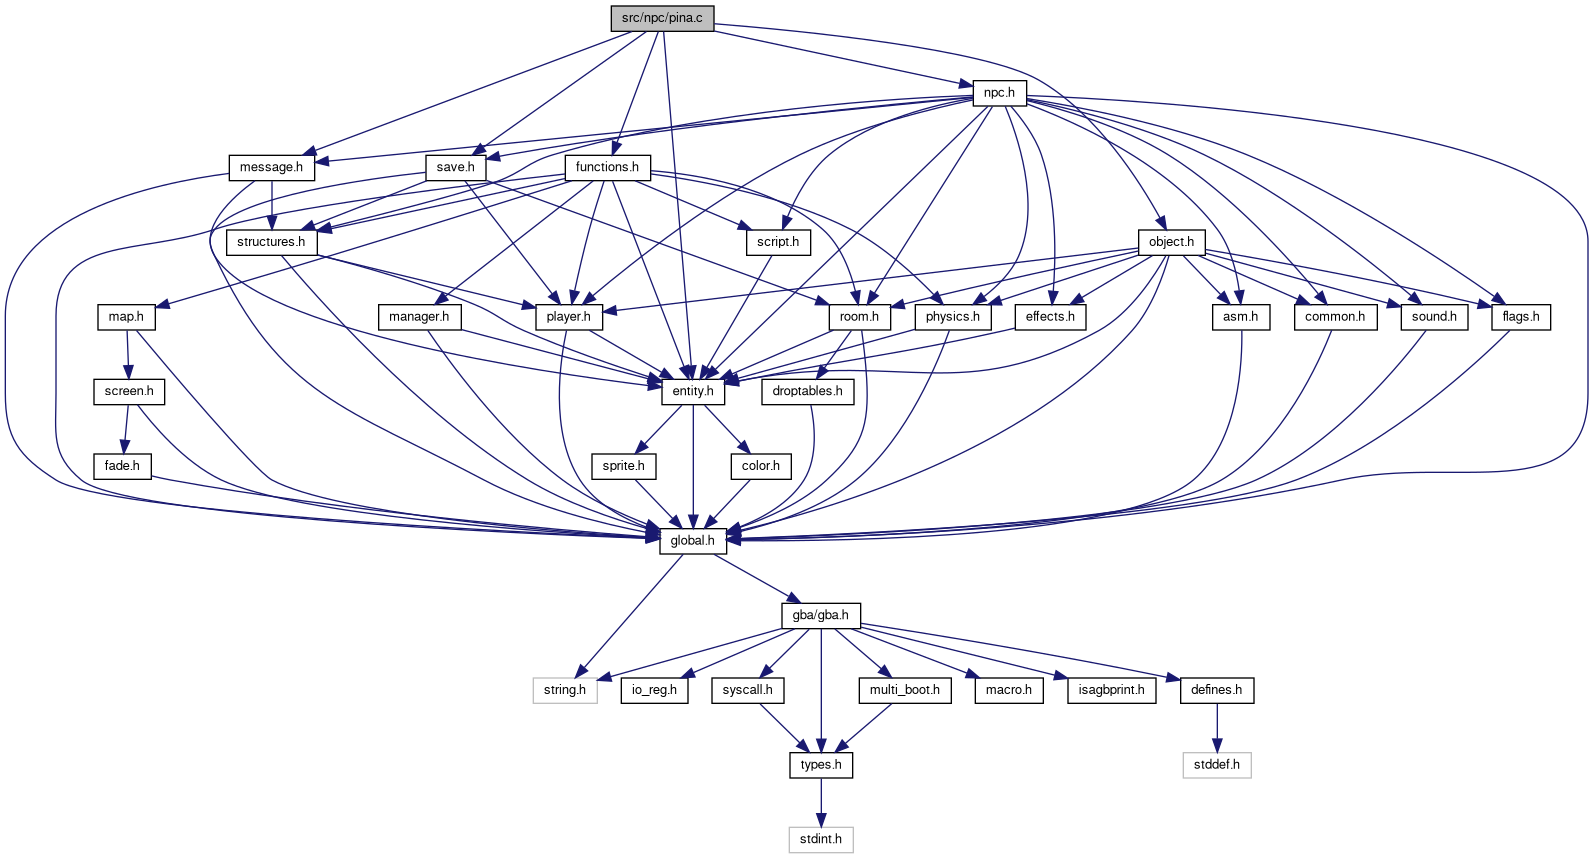 src/npc/pina.c
npc.h
message.h
save.h
functions.h
structures.h
script.h
object.h
map.h
manager.h
player.h
room.h
physics.h
effects.h
asm.h
common.h
sound.h
flags.h
screen.h
entity.h
droptables.h
fade.h
sprite.h
color.h
global.h
gba/gba.h
string.h
io_reg.h
syscall.h
multi_boot.h
macro.h
isagbprint.h
defines.h
types.h
stddef.h
stdint.h